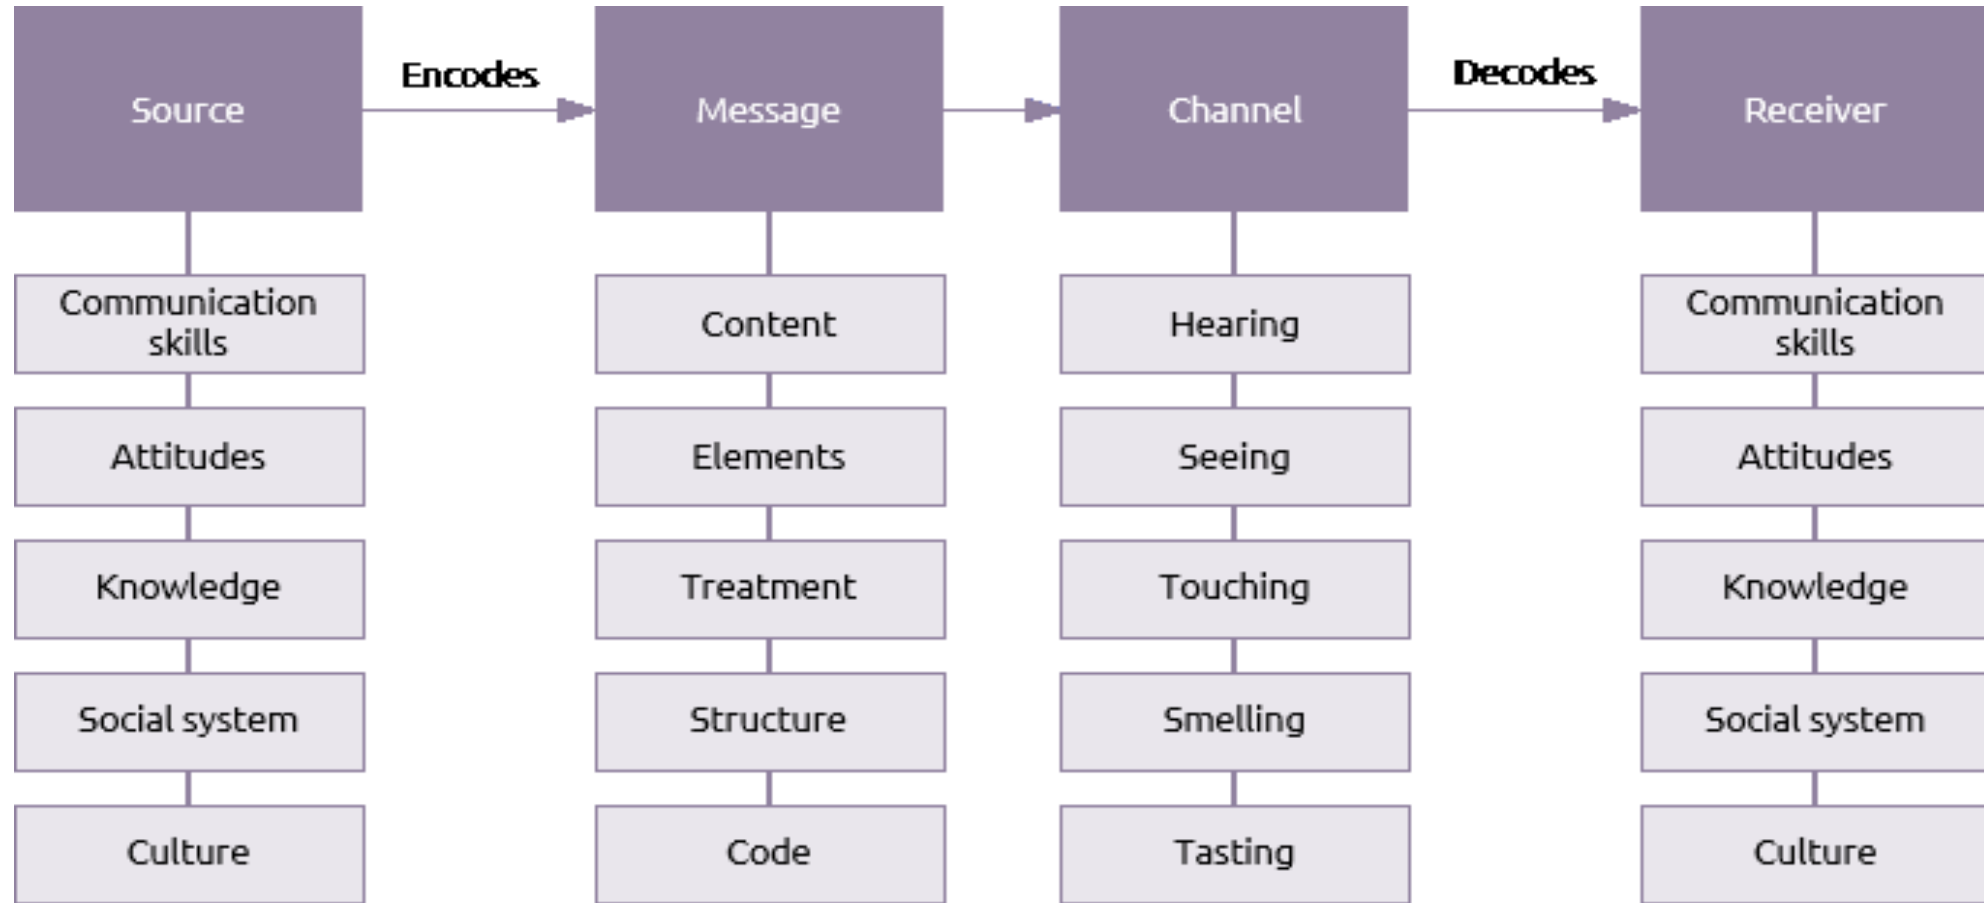 Source
Encodes
Message
Channel
Decodes
Receiver
Communication
skills
Attitudes
Knowledge
Social system
Culture
Content
Elements
Treatment
Structure
Code
Hearing
Seeing
Touching
Smelling
Tasting
Communication
skills
Attitudes
Knowledge
Social system
Culture